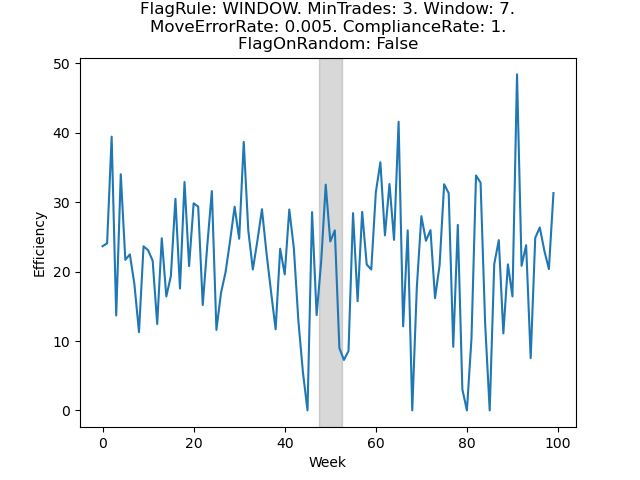 FlagRule: WINDOW. MinTrades: 3. Window: 7.
MoveErrorRate: 0.005. ComplianceRate: 1.
FlagOnRandom: False
50
40
30
20
10
0
Efficiency
0 20 40 60 80 100
Week